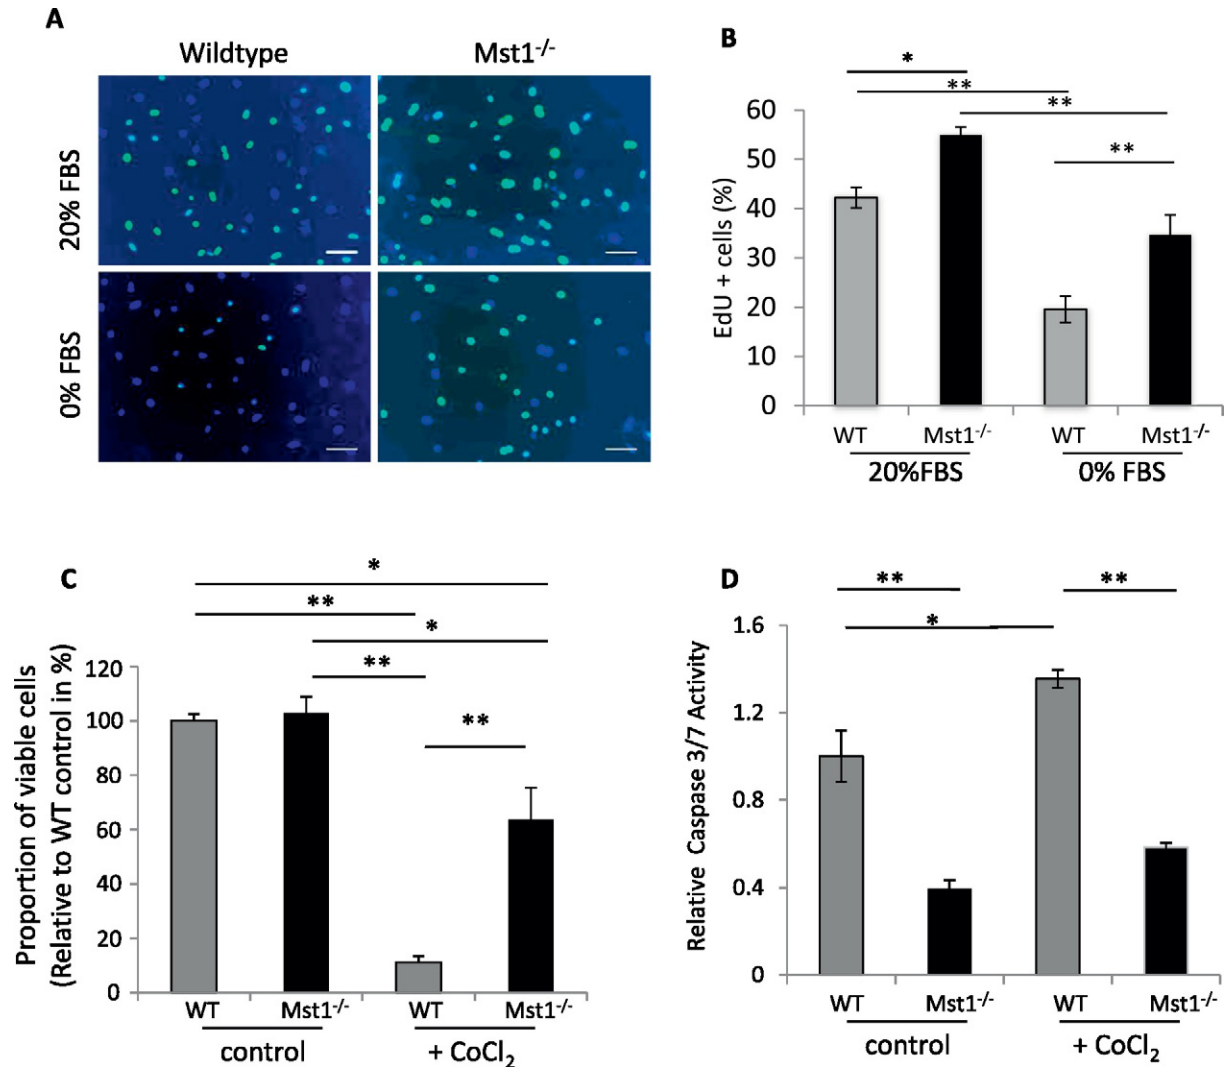 A
Wildtype Mst1-/-
20% FBS
0% FBS
B
*
**
**
**
EdU + cells (%)
60
50
40
30
20
10
0
WT Mst1-/- WT Mst1-/-
20%FBS 0% FBS
C
*
**
*
**
**
Proportion of viable cells
(Relative to WT control in %)
120
100
80
60
40
20
0
WT Mst1-/- WT Mst1-/-
control + CoCl2
D
** **
*
Relative Caspase 3/7 Activity
1.6
1.2
0.8
0.4
0
WT Mst1-/- WT Mst1-/-
control + CoCl2